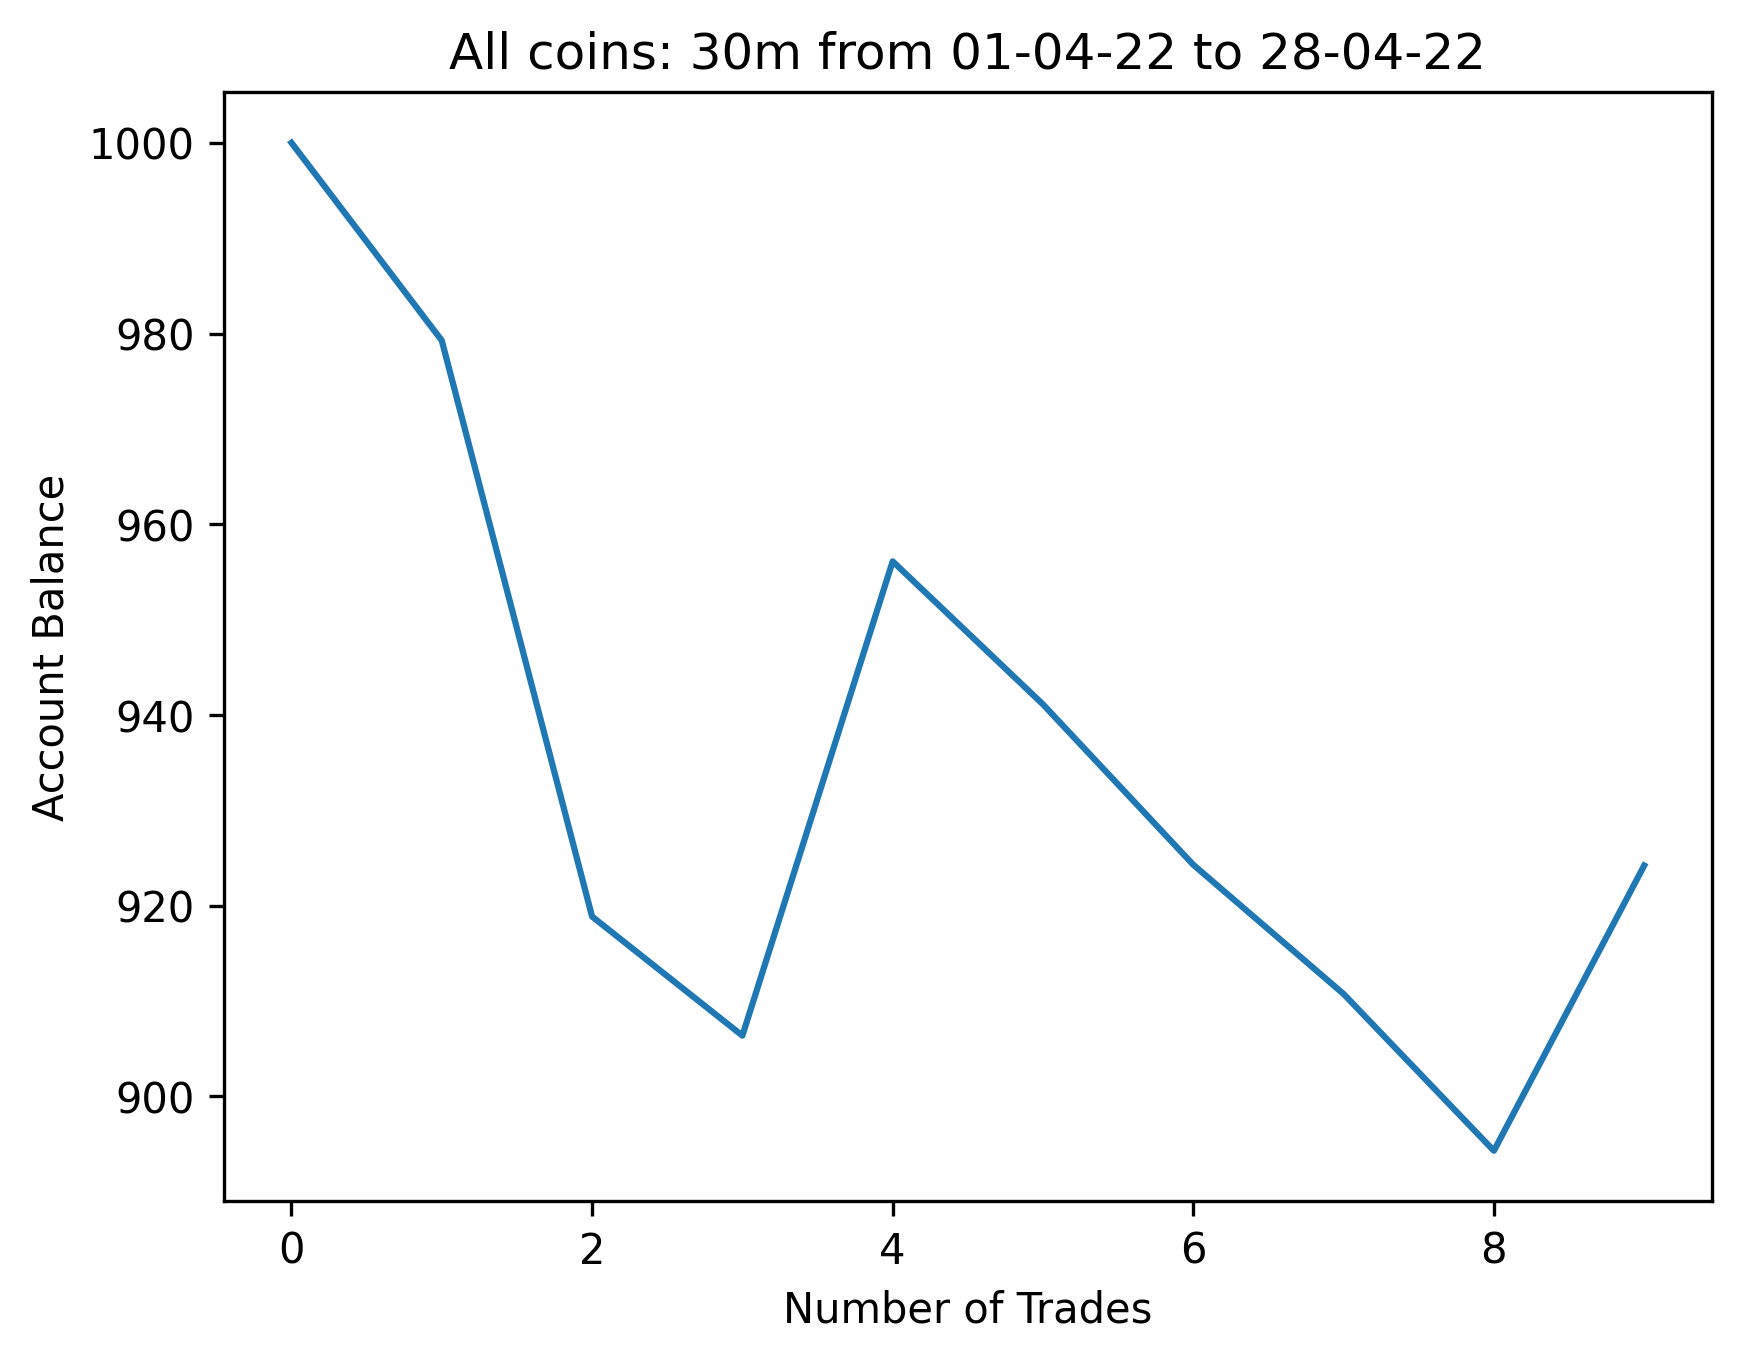 All coins: 30m from 01-04-22 to 28-04-22
1000
980
960
940
920
900
Account Balance
0 2 4 6 8
Number of Trades